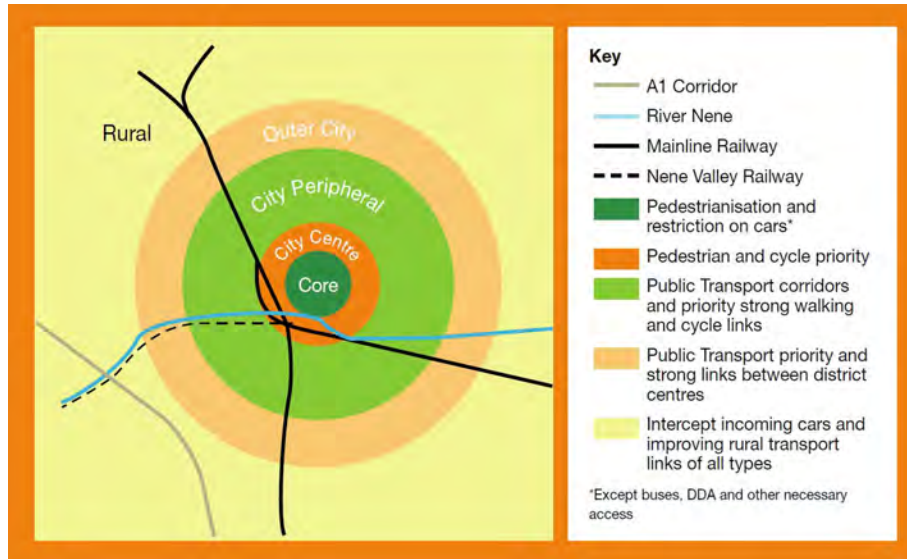 Rural
Outer City
City Peripheral
City Centre
Core
Key
A1 Corridor
River Nene
Mainline Railway
Nene Valley Railway
Pedestrianisation and
restriction on cars*
Pedestrian and cycle priority
Public Transport corridors
and priority strong walking
and cycle links
Public Transport priority and
strong links between district
centres
Intercept incoming cars and
improving rural transport
links of all types
*Except buses, DDA and other necessary
access